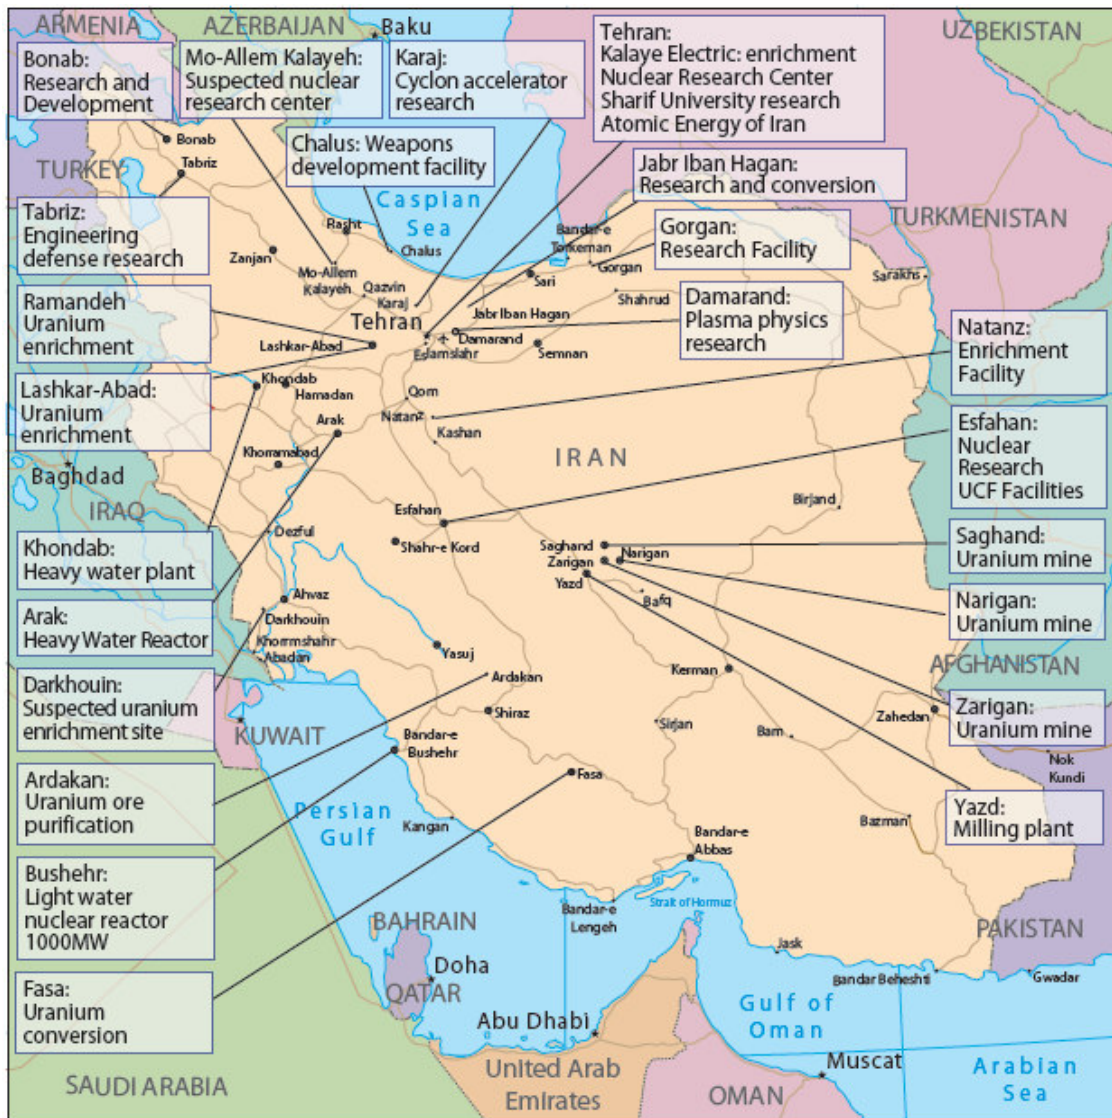 ARMENIA
AZERBAIJAN
Baku
UZBEKISTAN
Bonab:
Research and
Development
Mo-Allem Kalayeh:
Suspected nuclear
research center
Karaj:
Cyclon accelerator
research
Tehran:
Kalaye Electric: enrichment
Nuclear Research Center
Sharif University research
Atomic Energy of Iran
Chalus: Weapons
development facility
Jabr Iban Hagan:
Research and conversion
TURKEY
Bonab
Tabriz
Caspian
Sea
TURKMENISTAN
Tabriz:
Engineering
defense research
Gorgan:
Research Facility
Rasht
Chalus
Bandar-e
Torkeman
Gorgan
Zanjan
Mo-Allem
Kalayeh
Qazvin
Karaj
Sari
Sarakhs
Shahrud
Jabr Iban Hagan
Ramandeh
Uranium
enrichment
Damarand:
Plasma physics
research
Natanz:
Enrichment
Facility
Tehran
Damarand
Eslamslahr
Semnan
Lashkar-Abad
Lashkar-Abad:
Uranium
enrichment
Khondab
Hamadan
Qom
Natanz
Arak
Kashan
Esfahan:
Nuclear
Research
UCF Facilities
Khorramabad
IRAN
Baghdad
IRAQ
Birjand
Esfahan
Dezful
Shahr-e Kord
Saghand
Zarigan
Narigan
Yazd
Bafq
Saghand:
Uranium mine
Khondab:
Heavy water plant
Narigan:
Uranium mine
Arak:
Heavy Water Reactor
Ahvaz
Darkhouin
Khorrmshahr
Abadan
Yasuj
Kerman
AFGHANISTAN
Darkhouin:
Suspected uranium
enrichment site
Ardakan
Shiraz
Sirjan
Bam
Zahedan
Zarigan:
Uranium mine
KUWAIT
Bandar-e
Bushehr
Nok
Kundi
Ardakan:
Uranium ore
purification
Fasa
Yazd:
Milling plant
Persian
Gulf
Kangan
Bazman
Bandar-e
Abbas
Bushehr:
Light water
nuclear reactor
1000MW
Strait of Hormuz
Bandar-e
Lengeh
BAHRAIN
PAKISTAN
Jask
Doha
QATAR
Bandar Beheshti
Gwadar
Fasa:
Uranium
conversion
Abu Dhabi
Gulf of
Oman
Muscat
Arabian
Sea
SAUDI ARABIA
United Arab
Emirates
OMAN